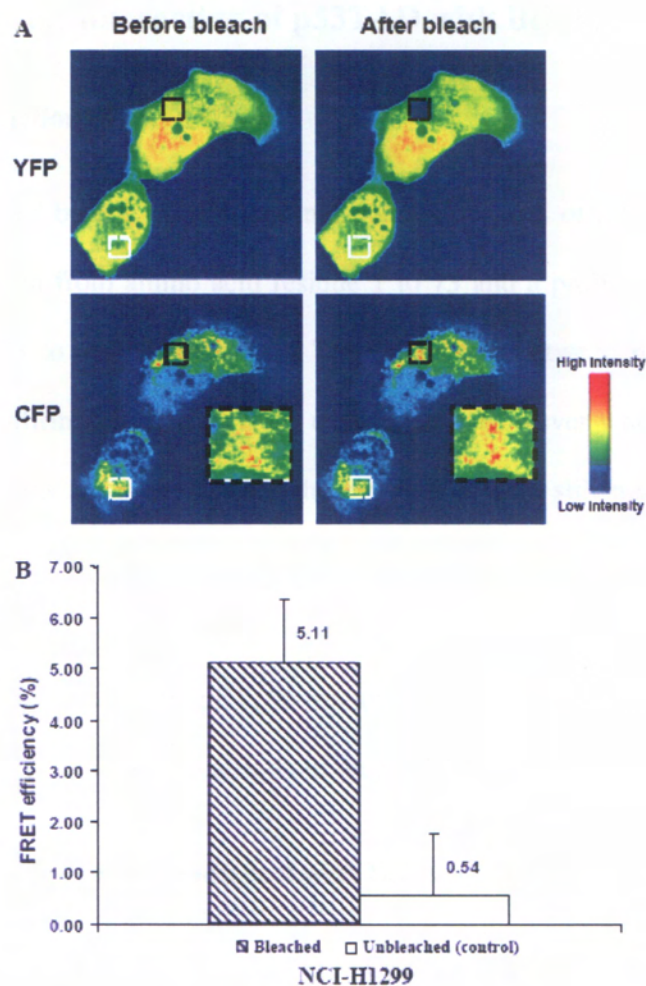 A
Before bleach After bleach
YFP
CFP
High Intensity
Low Intensity
B
7.00
6.00
5.00
4.00
3.00
2.00
1.00
0.00
FRET efficiency (%)
5.11
0.54
Bleached Unbleached (control)
NCI-H1299